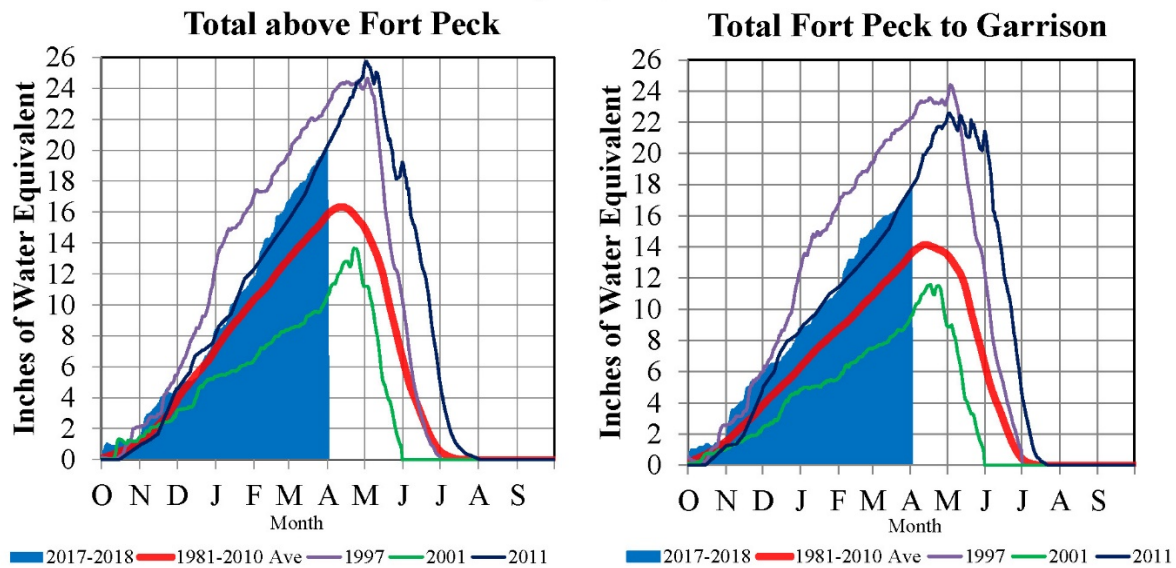 Total above Fort Peck
Inches of Water Equivalent
26
24
22
20
18
16
14
12
10
8
6
4
2
0
O N D J F M A M J J A S
Month
2017-2018 1981-2010 Ave 1997 2001 2011
Total Fort Peck to Garrison
Inches of Water Equivalent
26
24
22
20
18
16
14
12
10
8
6
4
2
0
O N D J F M A M J J A S
Month
2017-2018 1981-2010 Ave 1997 2001 2011